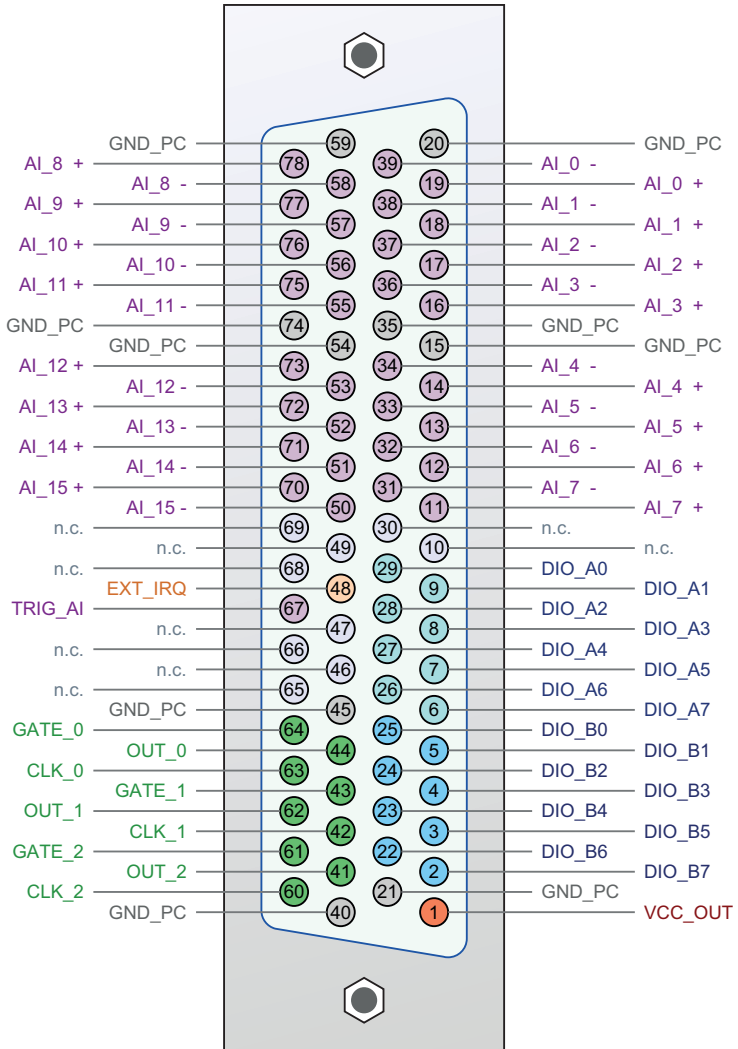 GND_PC 59 20 GND_PC
AI_8 + 78 39 AI_0 -
AI_8 - 58 19 AI_0 +
AI_9 + 77 38 AI_1 -
AI_9 - 57 18 AI_1 +
AI_10 + 76 37 AI_2 -
AI_10 - 56 17 AI_2 +
AI_11 + 75 36 AI_3 -
AI_11 - 55 16 AI_3 +
GND_PC 74 35 GND_PC
GND_PC 54 15 GND_PC
AI_12 + 73 34 AI_4 -
AI_12 - 53 14 AI_4 +
AI_13 + 72 33 AI_5 -
AI_13 - 52 13 AI_5 +
AI_14 + 71 32 AI_6 -
AI_14 - 51 12 AI_6 +
AI_15 + 70 31 AI_7 -
AI_15 - 50 11 AI_7 +
n.c. 69 30 n.c.
n.c. 49 10 n.c.
n.c. 68 29 DIO_A0
EXT_IRQ 48 9 DIO_A1
TRIG_AI 67 28 DIO_A2
n.c. 47 8 DIO_A3
n.c. 66 27 DIO_A4
n.c. 46 7 DIO_A5
n.c. 65 26 DIO_A6
GND_PC 45 6 DIO_A7
GATE_0 64 25 DIO_B0
OUT_0 44 5 DIO_B1
CLK_0 63 24 DIO_B2
GATE_1 43 4 DIO_B3
OUT_1 62 23 DIO_B4
CLK_1 42 3 DIO_B5
GATE_2 61 22 DIO_B6
OUT_2 41 2 DIO_B7
CLK_2 60 21 GND_PC
GND_PC 40 1 VCC_OUT